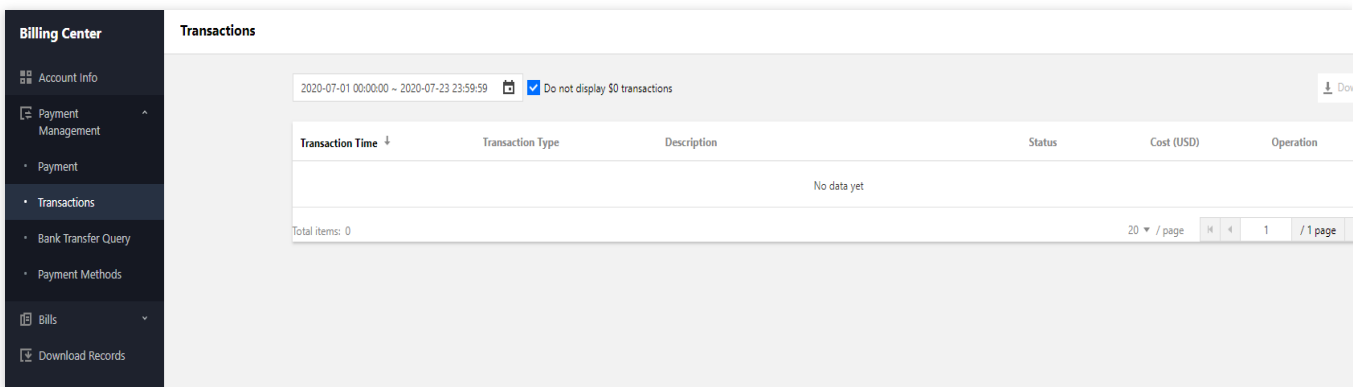 Billing Center
Transactions
Account Info
Payment
Management
Payment
Transactions
Bank Transfer Query
Payment Methods
Bills
Download Records
2020-07-01 00:00:00 ~ 2020-07-23 23:59:59
Do not display $0 transactions
Transaction Time Transaction Type Description Status Cost (USD) Operation
No data yet
Total items: 0
20 / page 1 / 1 page